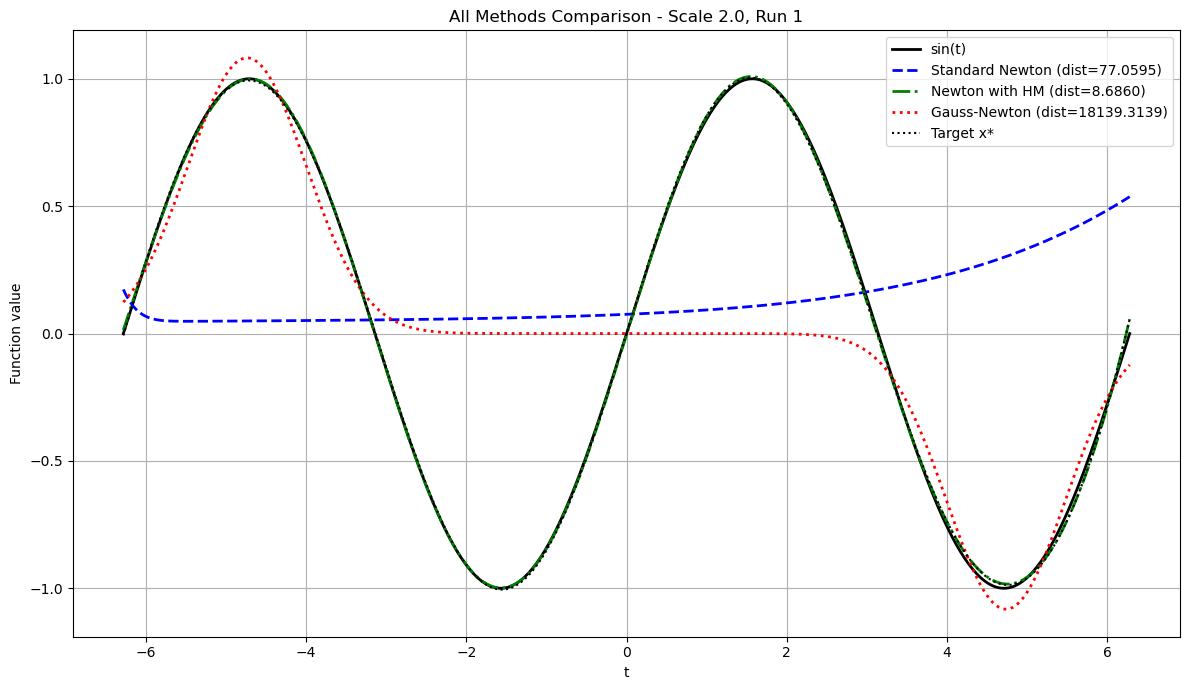 All Methods Comparison - Scale 2.0, Run 1
sin(t)
Standard Newton (dist=77.0595)
Newton with HM (dist=8.6860)
Gauss-Newton (dist=18139.3139)
Target x*
Function value
1.0
0.5
0.0
−0.5
−1.0
−6 −4 −2 0 2 4 6
t